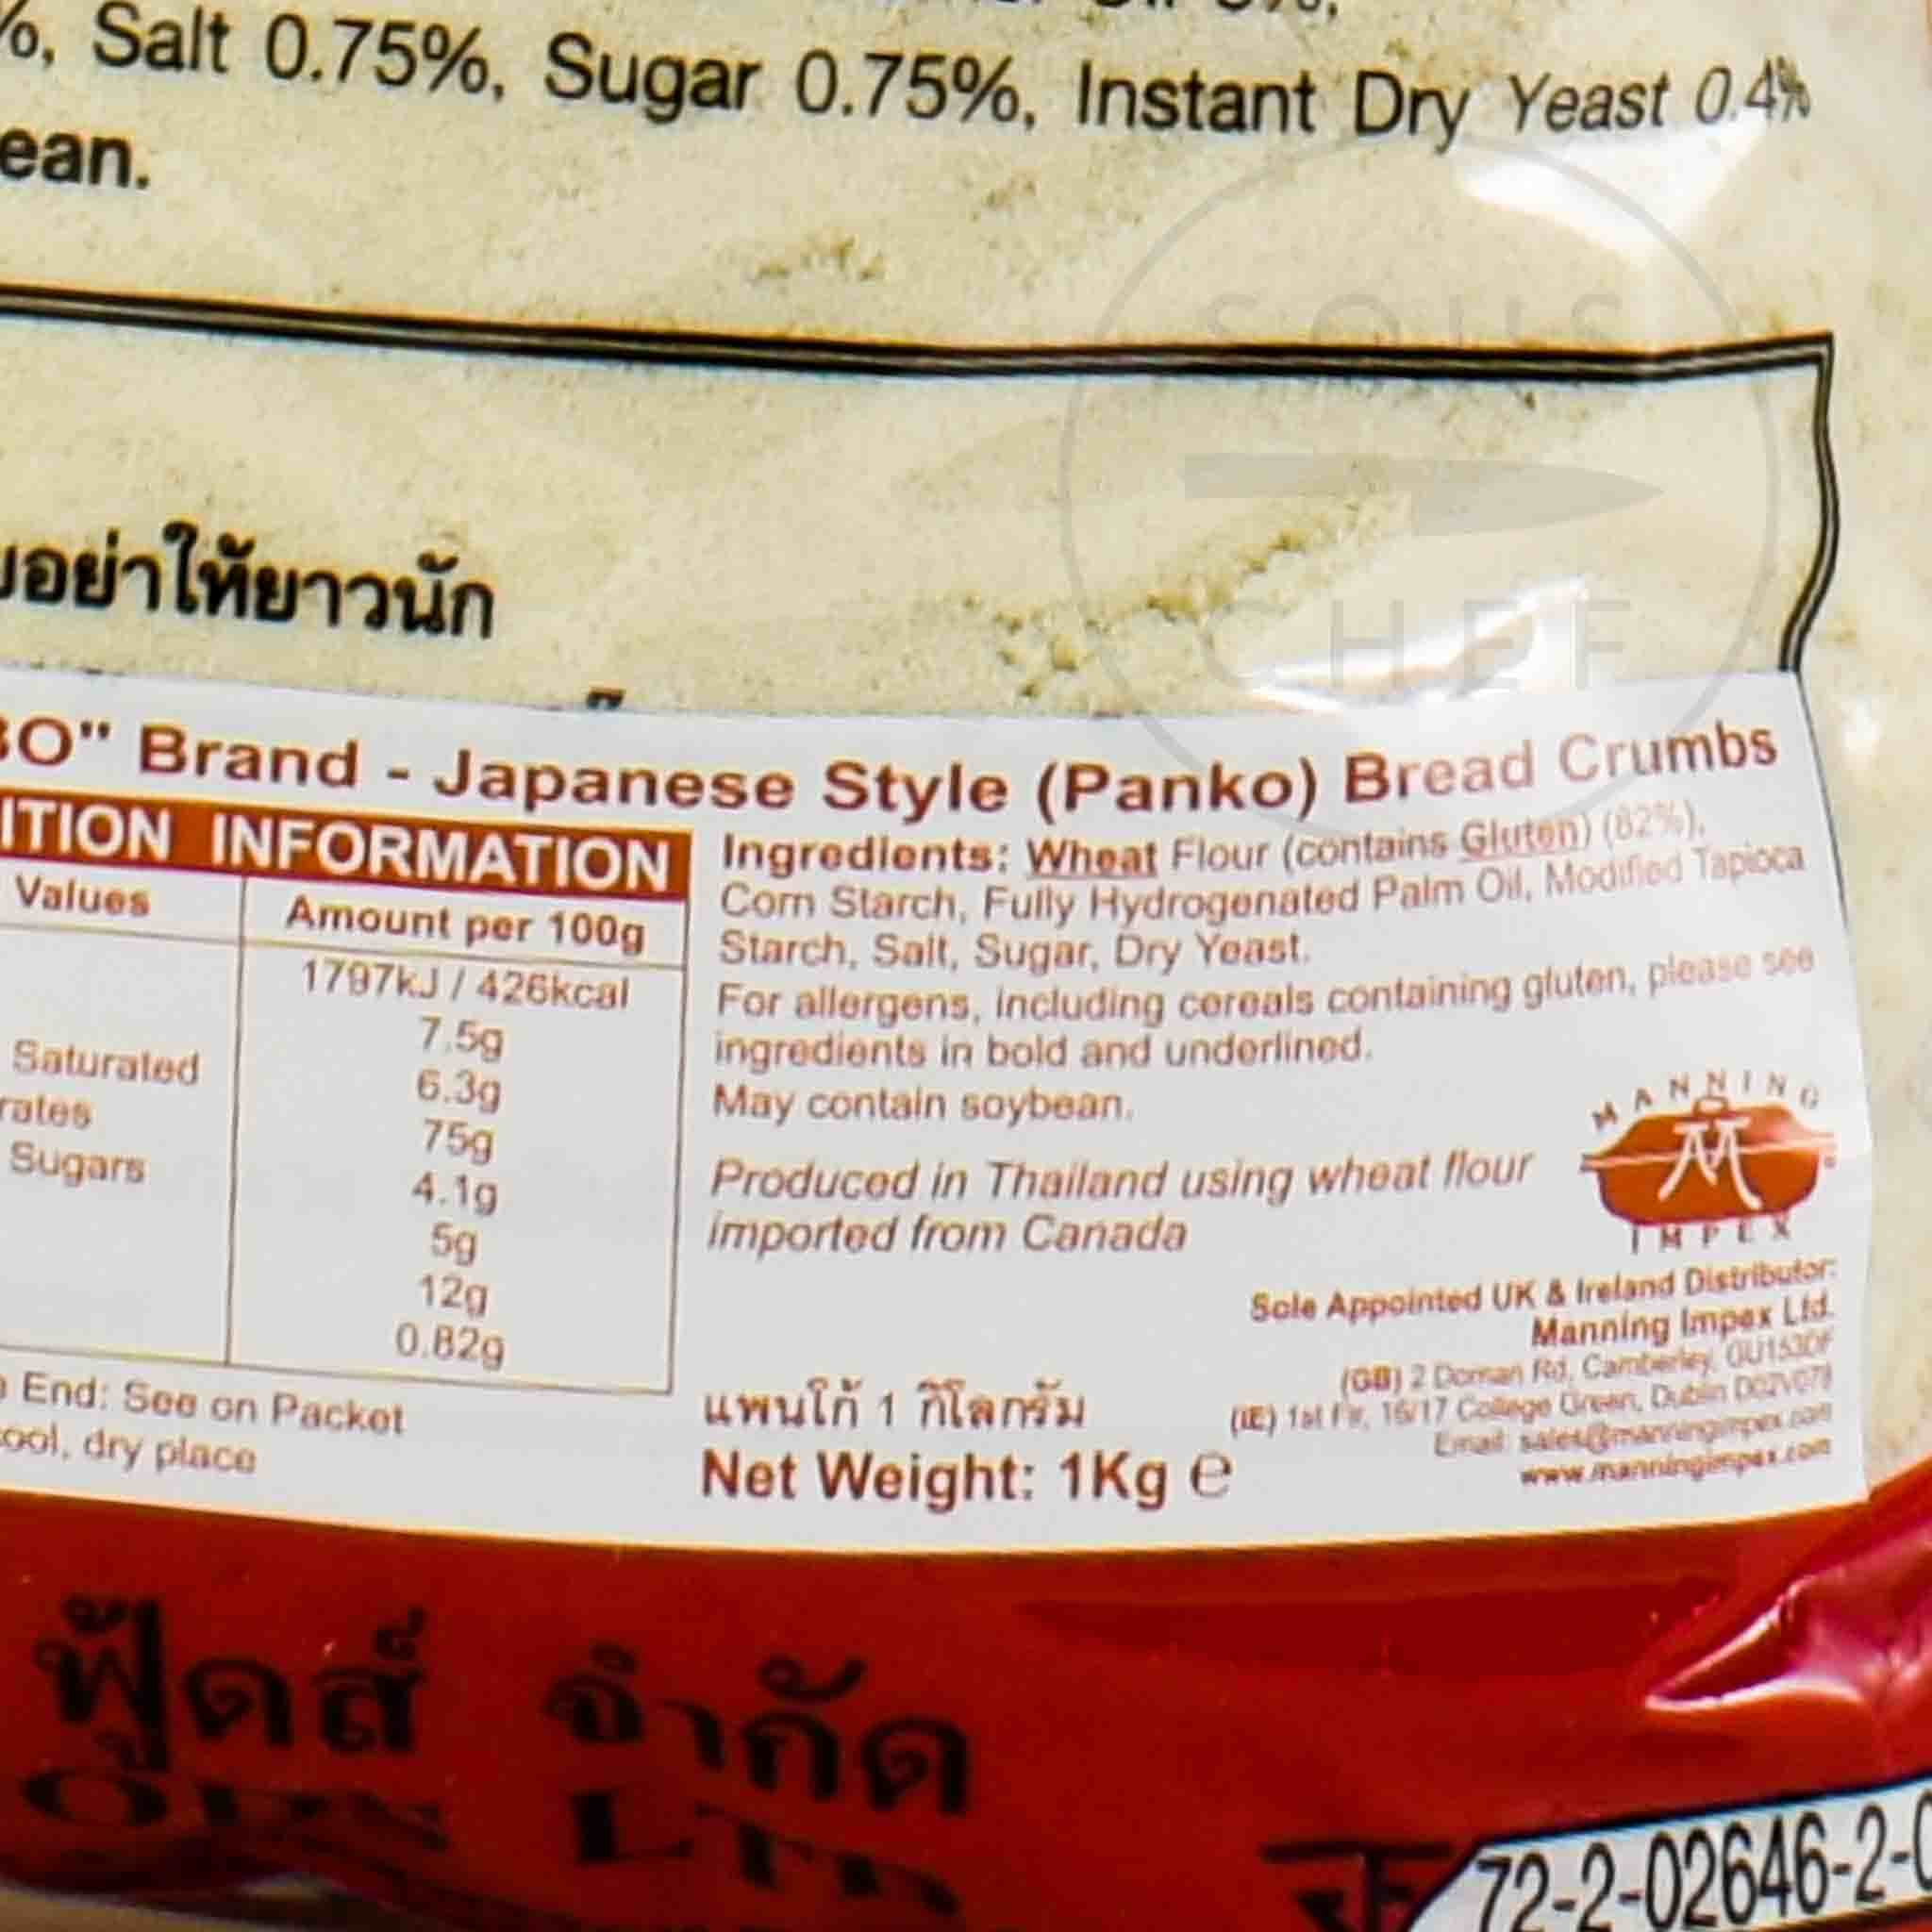 %, Salt 0.75%, Sugar 0.75%, Instant Dry Yeast 0.4%
ean.
SOUS
CHEF
อย่าให้ยาวนัก
BO" Brand - Japanese Style (Panko) Bread Crumbs
ITION INFORMATION
Values Amount per 100g
1797kJ / 426kcal
7.5g
Saturated 6.3g
rates 75g
Sugars 4.1g
5g
12g
0.82g
End: See on Packet
ool, dry place
Ingredients: Wheat Flour (contains Gluten) (82%),
Corn Starch, Fully Hydrogenated Palm Oil, Modified Tapioca
Starch, Salt, Sugar, Dry Yeast.
For allergens, including cereals containing gluten, please see
ingredients in bold and underlined.
May contain soybean.
Produced in Thailand using wheat flour
imported from Canada
MANNING
IMPEX
Sole Appointed UK & Ireland Distributor:
Manning Impex Ltd.
(GB) 2 Doman Rd, Camberley, GU153DF
(IE) 1st Flr, 16/17 College Green, Dublin
Email: sales@manningimpex.com
www.manningimpex.com
แพนโก้ 1 กิโลกรัม
Net Weight: 1Kg e
ฟู้ดส์ จำกัด
LTD
72-2-02646-2-0